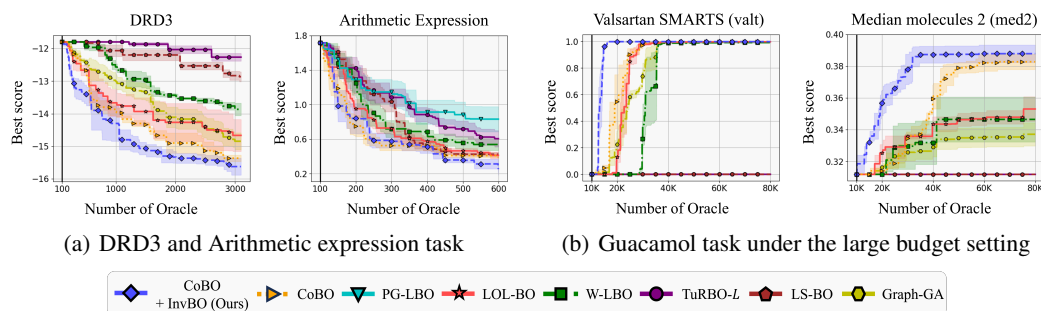 DRD3
Arithmetic Expression
Valsartan SMARTS (valt)
Median molecules 2 (med2)
Best score
−12
−13
−14
−15
−16
100
1000
2000
3000
Number of Oracle
Best score
1.8
1.4
1.0
0.6
0.2
100
200
300
400
500
600
Number of Oracle
Best score
1.0
0.8
0.6
0.4
0.2
0.0
10K
20K
40K
60K
80K
Number of Oracle
Best score
0.40
0.38
0.36
0.34
0.32
10K
20K
40K
60K
80K
Number of Oracle
(a) DRD3 and Arithmetic expression task
(b) Guacamol task under the large budget setting
CoBO
+ InvBO (Ours)
CoBO
PG-LBO
LOL-BO
W-LBO
TuRBO-L
LS-BO
Graph-GA